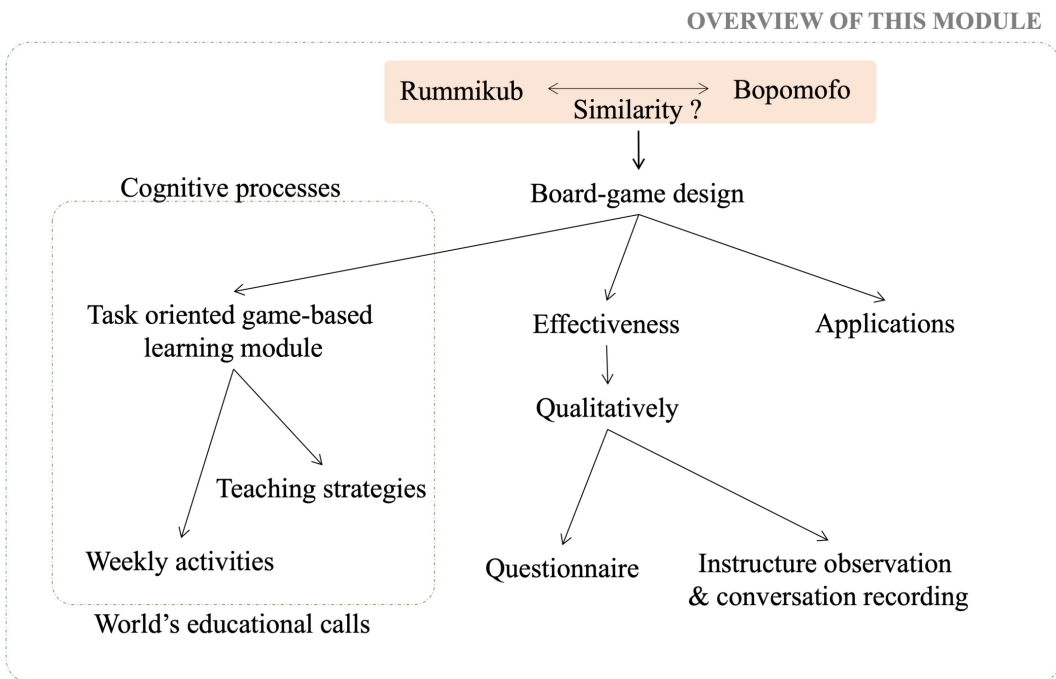 OVERVIEW OF THIS MODULE
Rummikub
Bopomofo
Similarity ?
Cognitive processes
Board-game design
Task oriented game-based
learning module
Effectiveness
Applications
Qualitatively
Teaching strategies
Weekly activities
Questionnaire
Instructure observation
& conversation recording
World’s educational calls